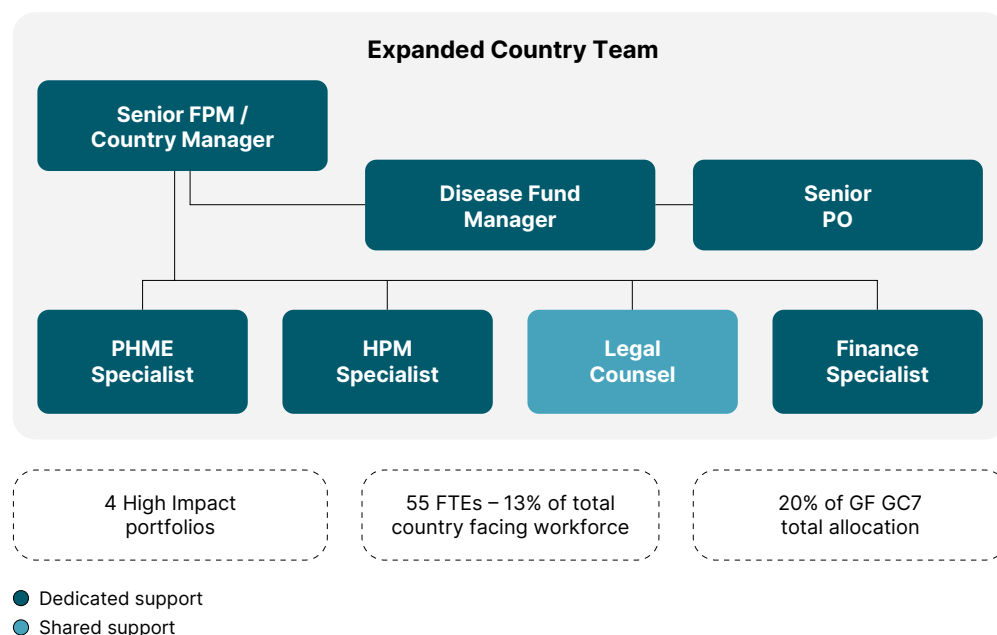 Expanded Country Team
Senior FPM /
Country Manager
Disease Fund
Manager
Senior
PO
PHME
Specialist
HPM
Specialist
Legal
Counsel
Finance
Specialist
4 High Impact
portfolios
55 FTEs – 13% of total
country facing workforce
20% of GF GC7
total allocation
Dedicated support
Shared support